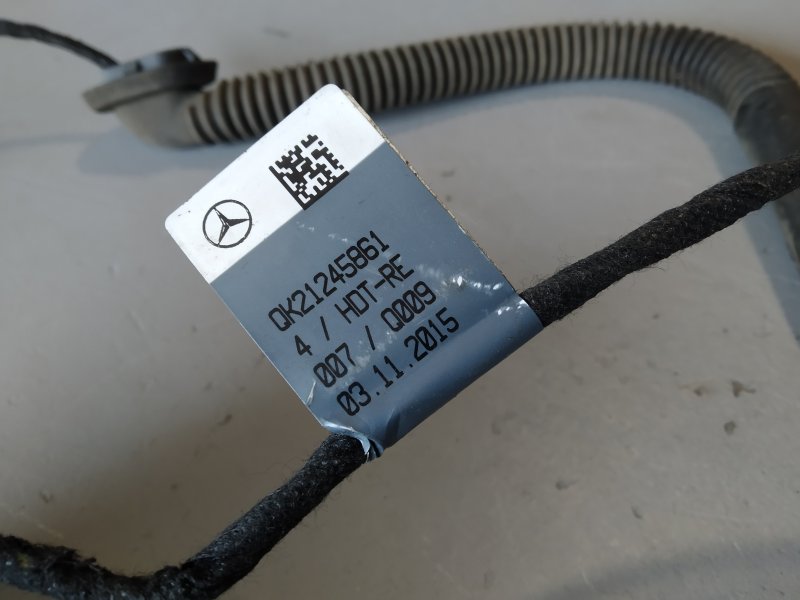 QK21245861
4 / HDT-RE
007 / Q009
03.11.2015